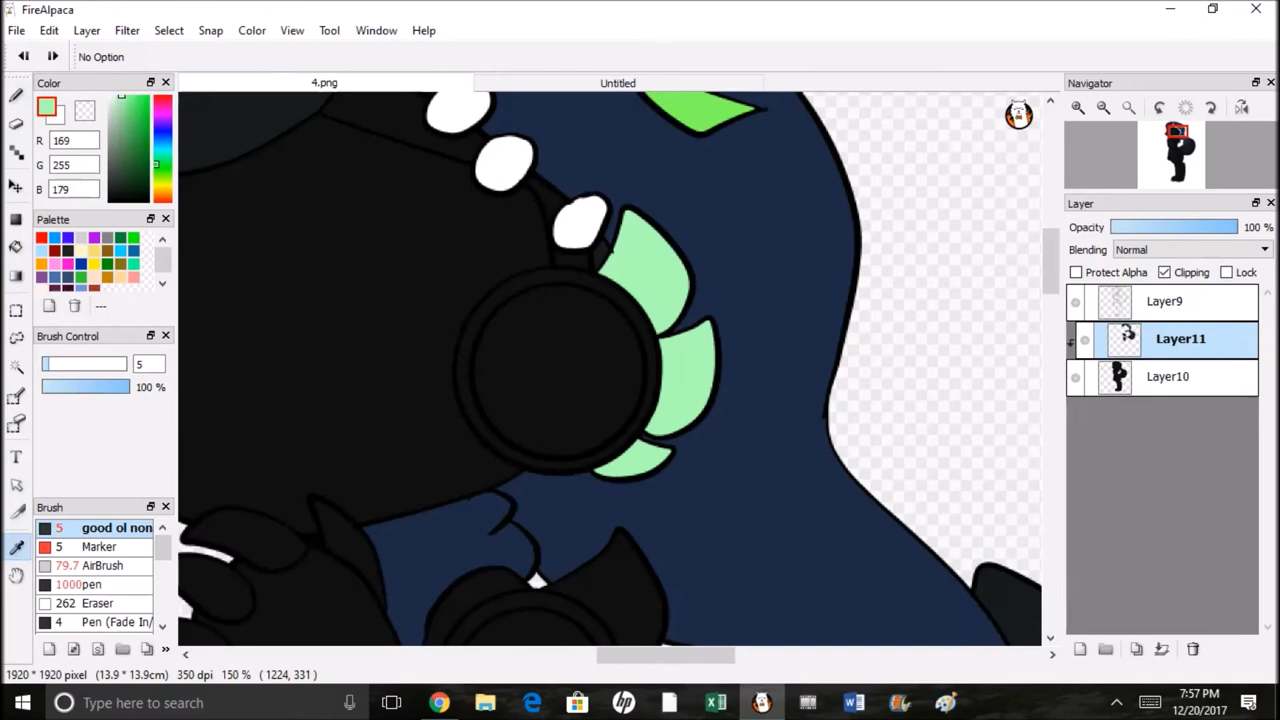 FireAlpaca
File Edit Layer Filter Select Snap Color View Tool Window Help
No Option
Color
4.png
Untitled
Navigator
R 169
G 255
B 179
Palette
Layer
Opacity 100 %
Blending Normal
Protect Alpha Clipping Lock
Layer9
---
Brush Control
Layer11
5
100 %
Layer10
Brush
5 good ol non
5 Marker
79.7 AirBrush
1000 pen
262 Eraser
4 Pen (Fade In/
1920 * 1920 pixel (13.9 * 13.9cm) 350 dpi 150 % ( 1224, 331 )
Type here to search
7:57 PM
12/20/2017